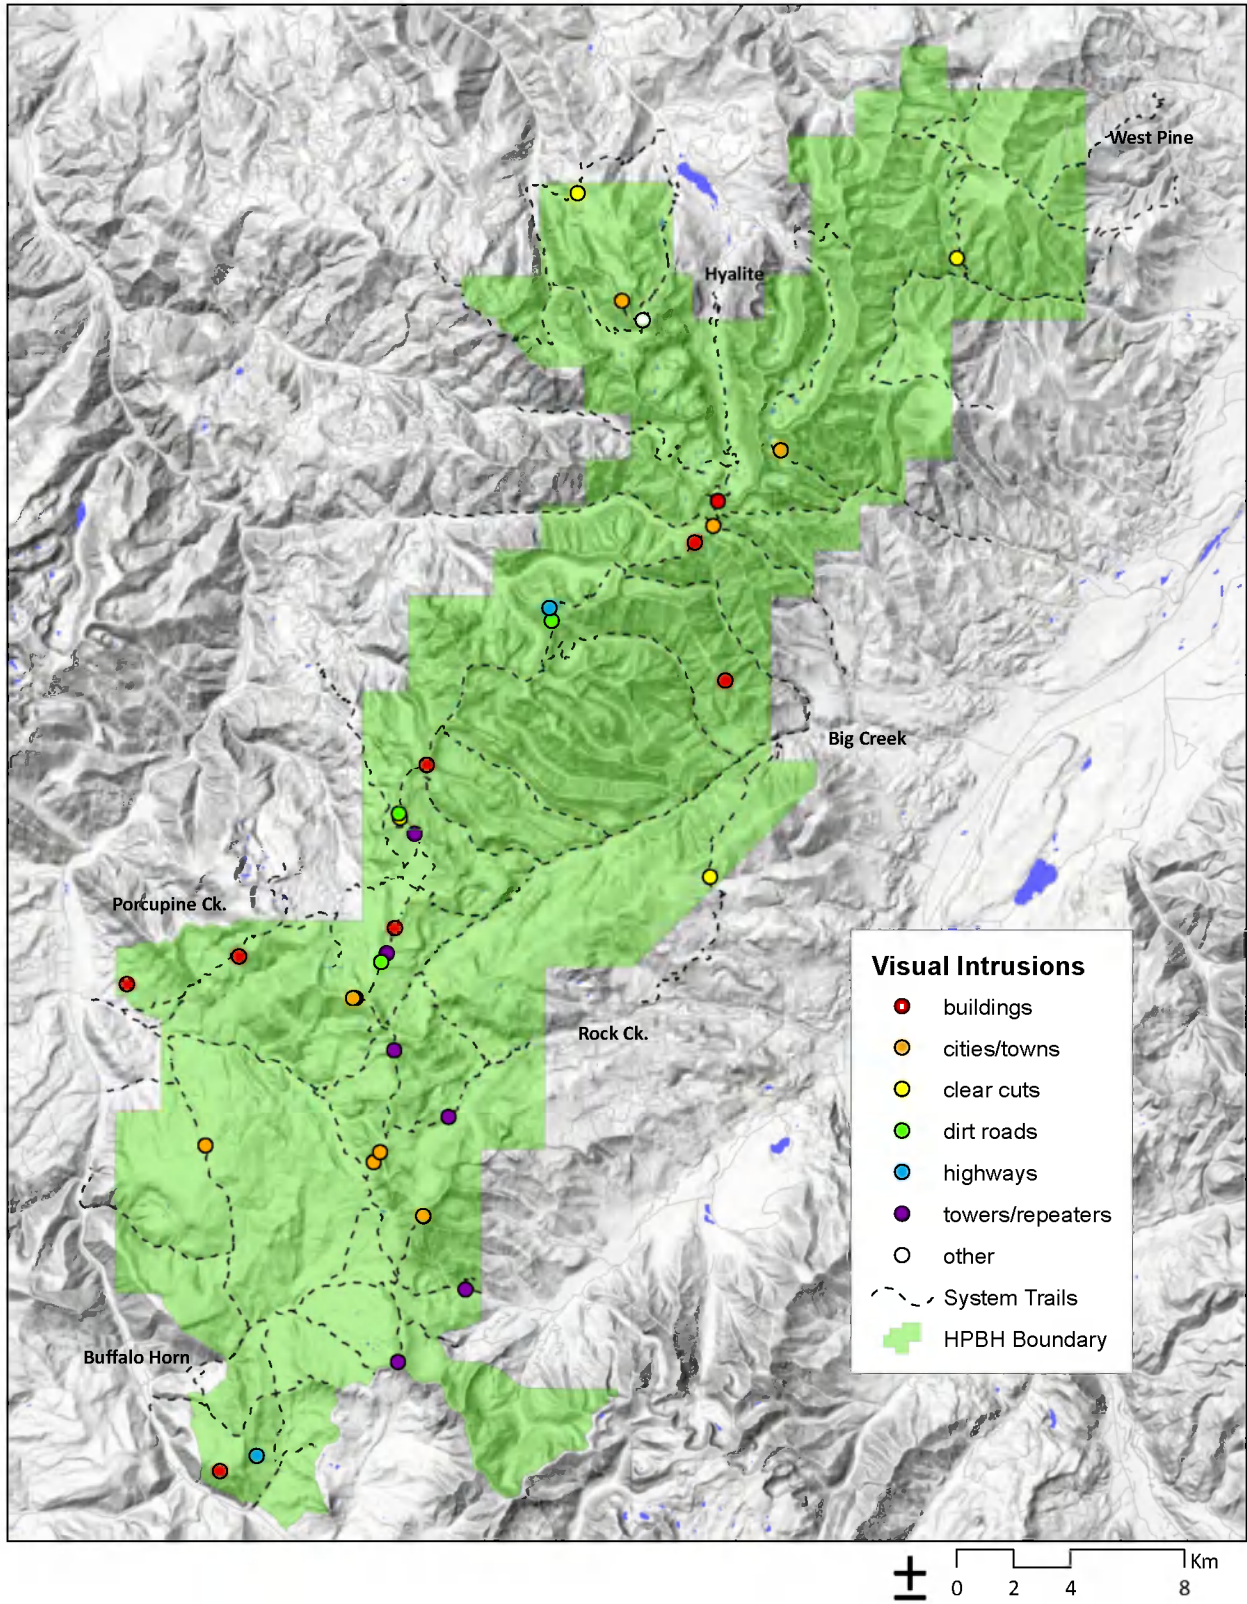 West Pine
Hyalite
Big Creek
Porcupine Ck.
Rock Ck.
Buffalo Horn
Visual Intrusions
buildings
cities/towns
clear cuts
dirt roads
highways
towers/repeaters
other
System Trails
HPBH Boundary
Km
0 2 4 8